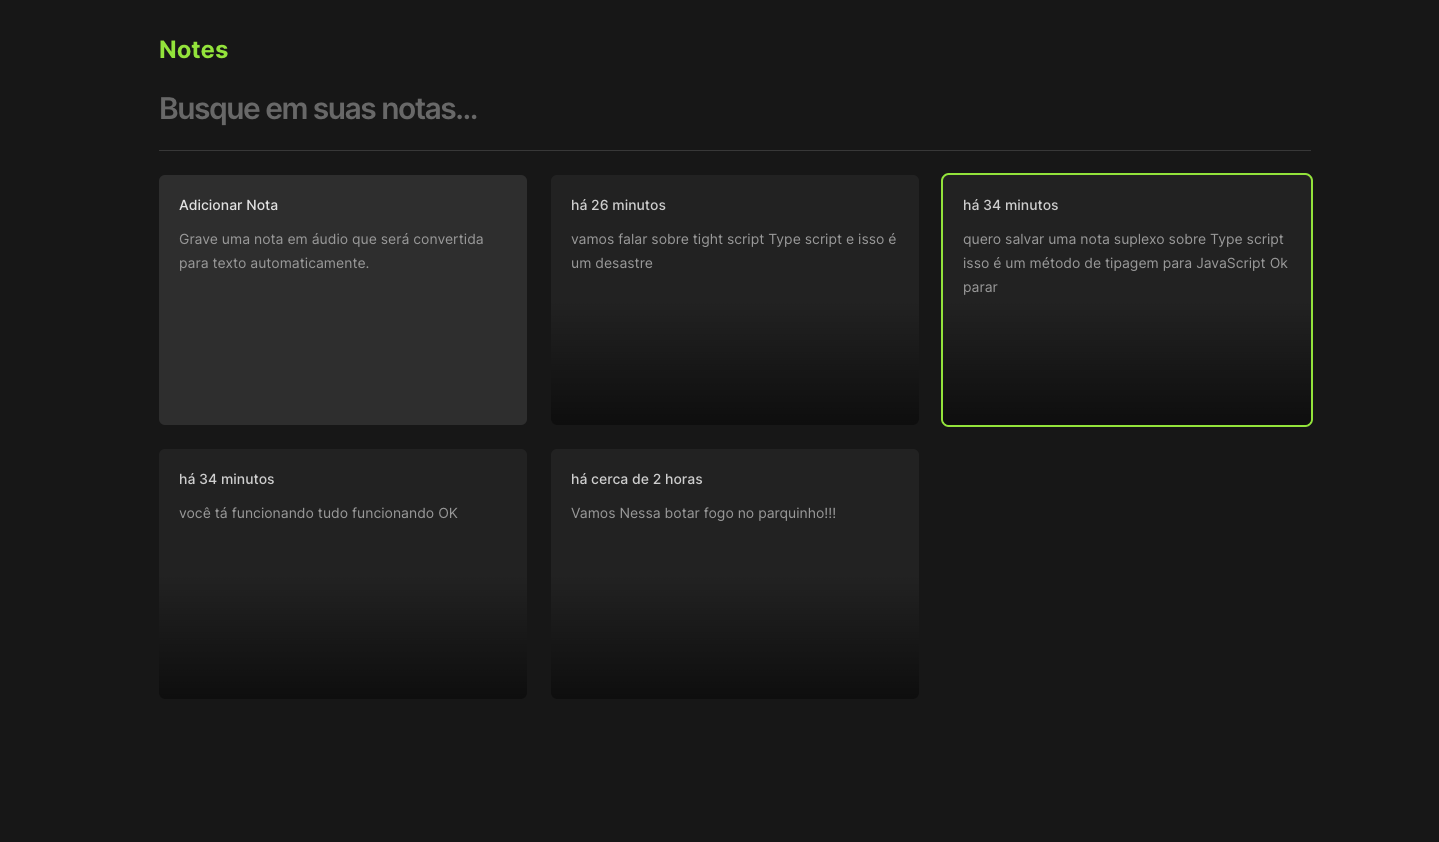 Notes
Busque em suas notas...
Adicionar Nota
Grave uma nota em áudio que será convertida
para texto automaticamente.
há 26 minutos
vamos falar sobre tight script Type script e isso é
um desastre
há 34 minutos
quero salvar uma nota suplexo sobre Type script
isso é um método de tipagem para JavaScript Ok
parar
há 34 minutos
você tá funcionando tudo funcionando OK
há cerca de 2 horas
Vamos Nessa botar fogo no parquinho!!!